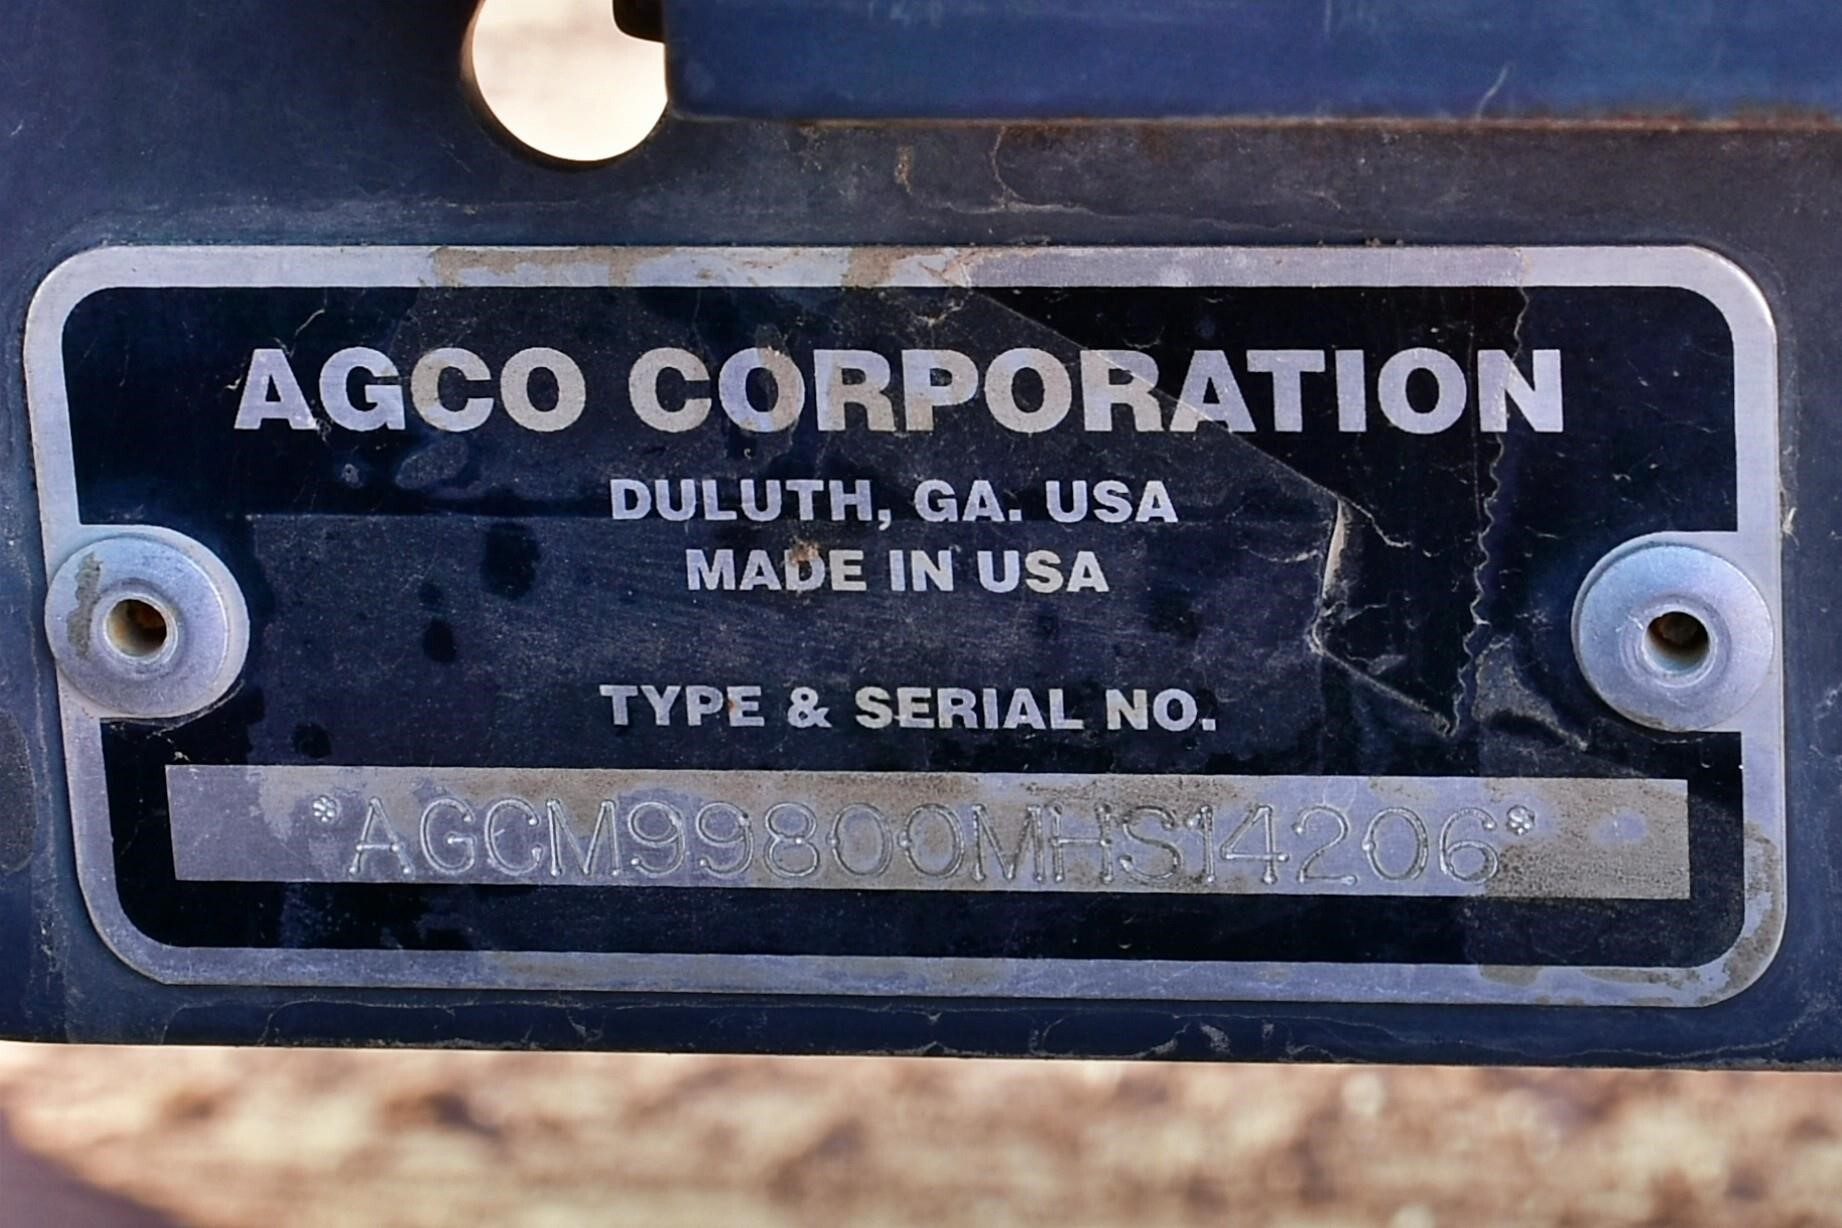 AGCO CORPORATION
DULUTH, GA. USA
MADE IN USA
TYPE & SERIAL NO.
*AGCM99800MHS14206*